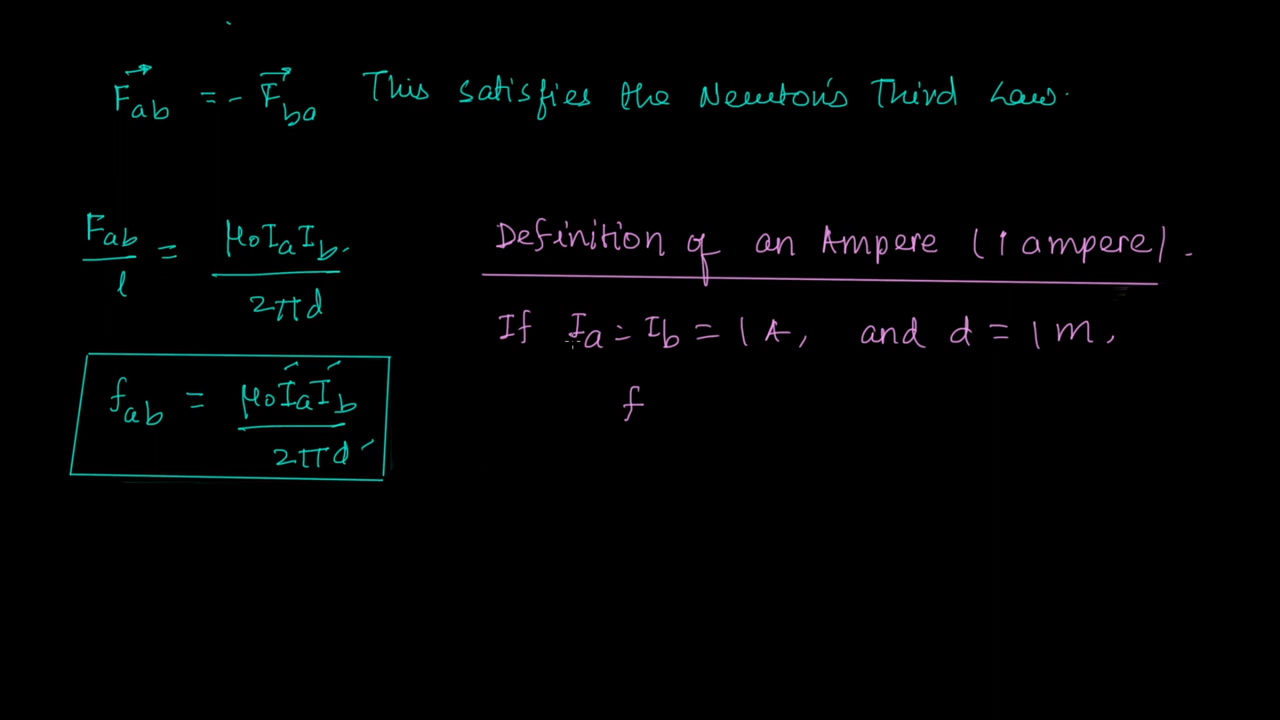 F⃗ab = - F⃗ba This satisfies the Newton's Third Law.
Fab/l = μ0IaIb/2πd
fab = μ0IaIb/2πd
Definition of an Ampere (1 ampere).
If Ia = Ib = 1 A, and d = 1 m,
f